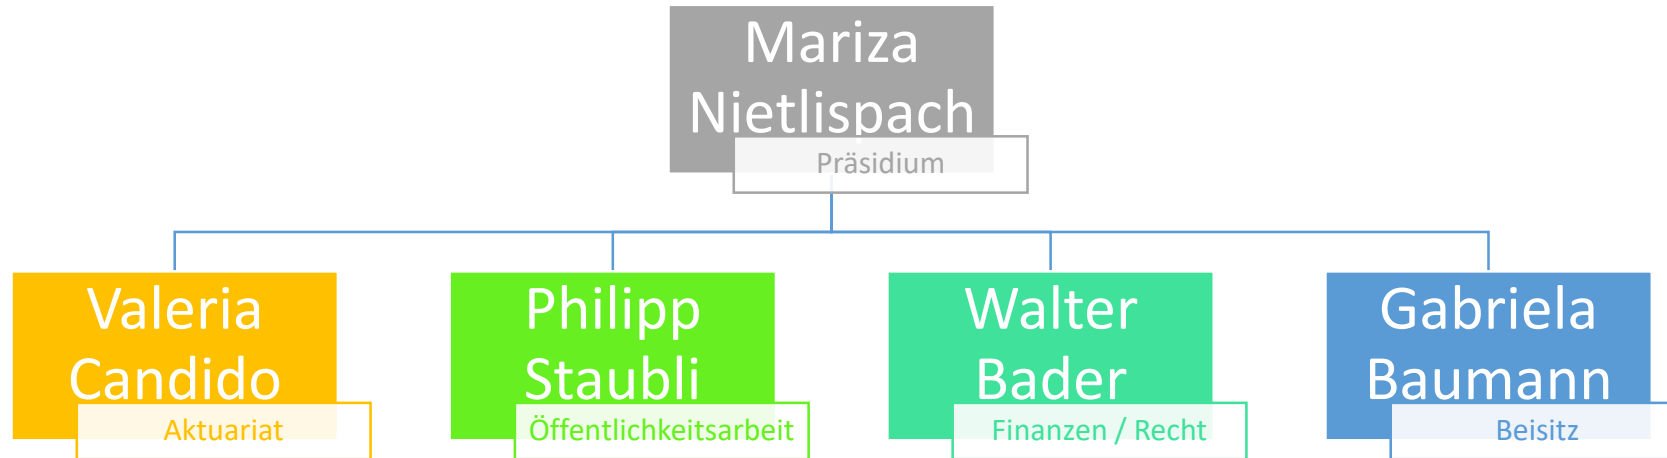 Mariza
Nietlispach
Präsidium
Valeria
Candido
Aktuariat
Philipp
Staubli
Öffentlichkeitsarbeit
Walter
Bader
Finanzen / Recht
Gabriela
Baumann
Beisitz